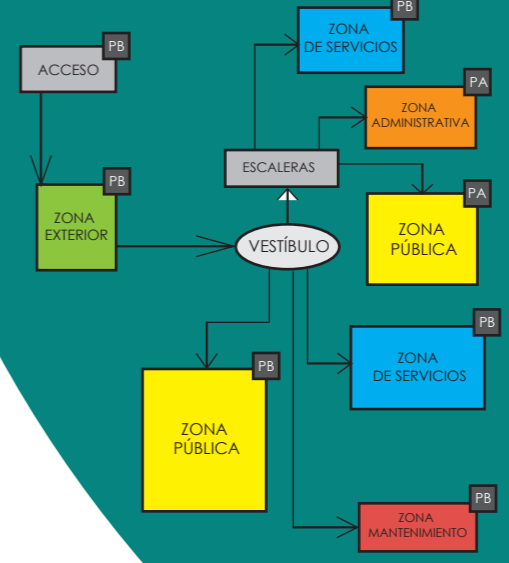 PB
ZONA
DE SERVICIOS
PB
ACCESO
PA
ZONA
ADMINISTRATIVA
ESCALERAS
PB
ZONA
EXTERIOR
PA
ZONA
PÚBLICA
VESTÍBULO
PB
ZONA
DE SERVICIOS
PB
ZONA
PÚBLICA
PB
ZONA
MANTENIMIENTO